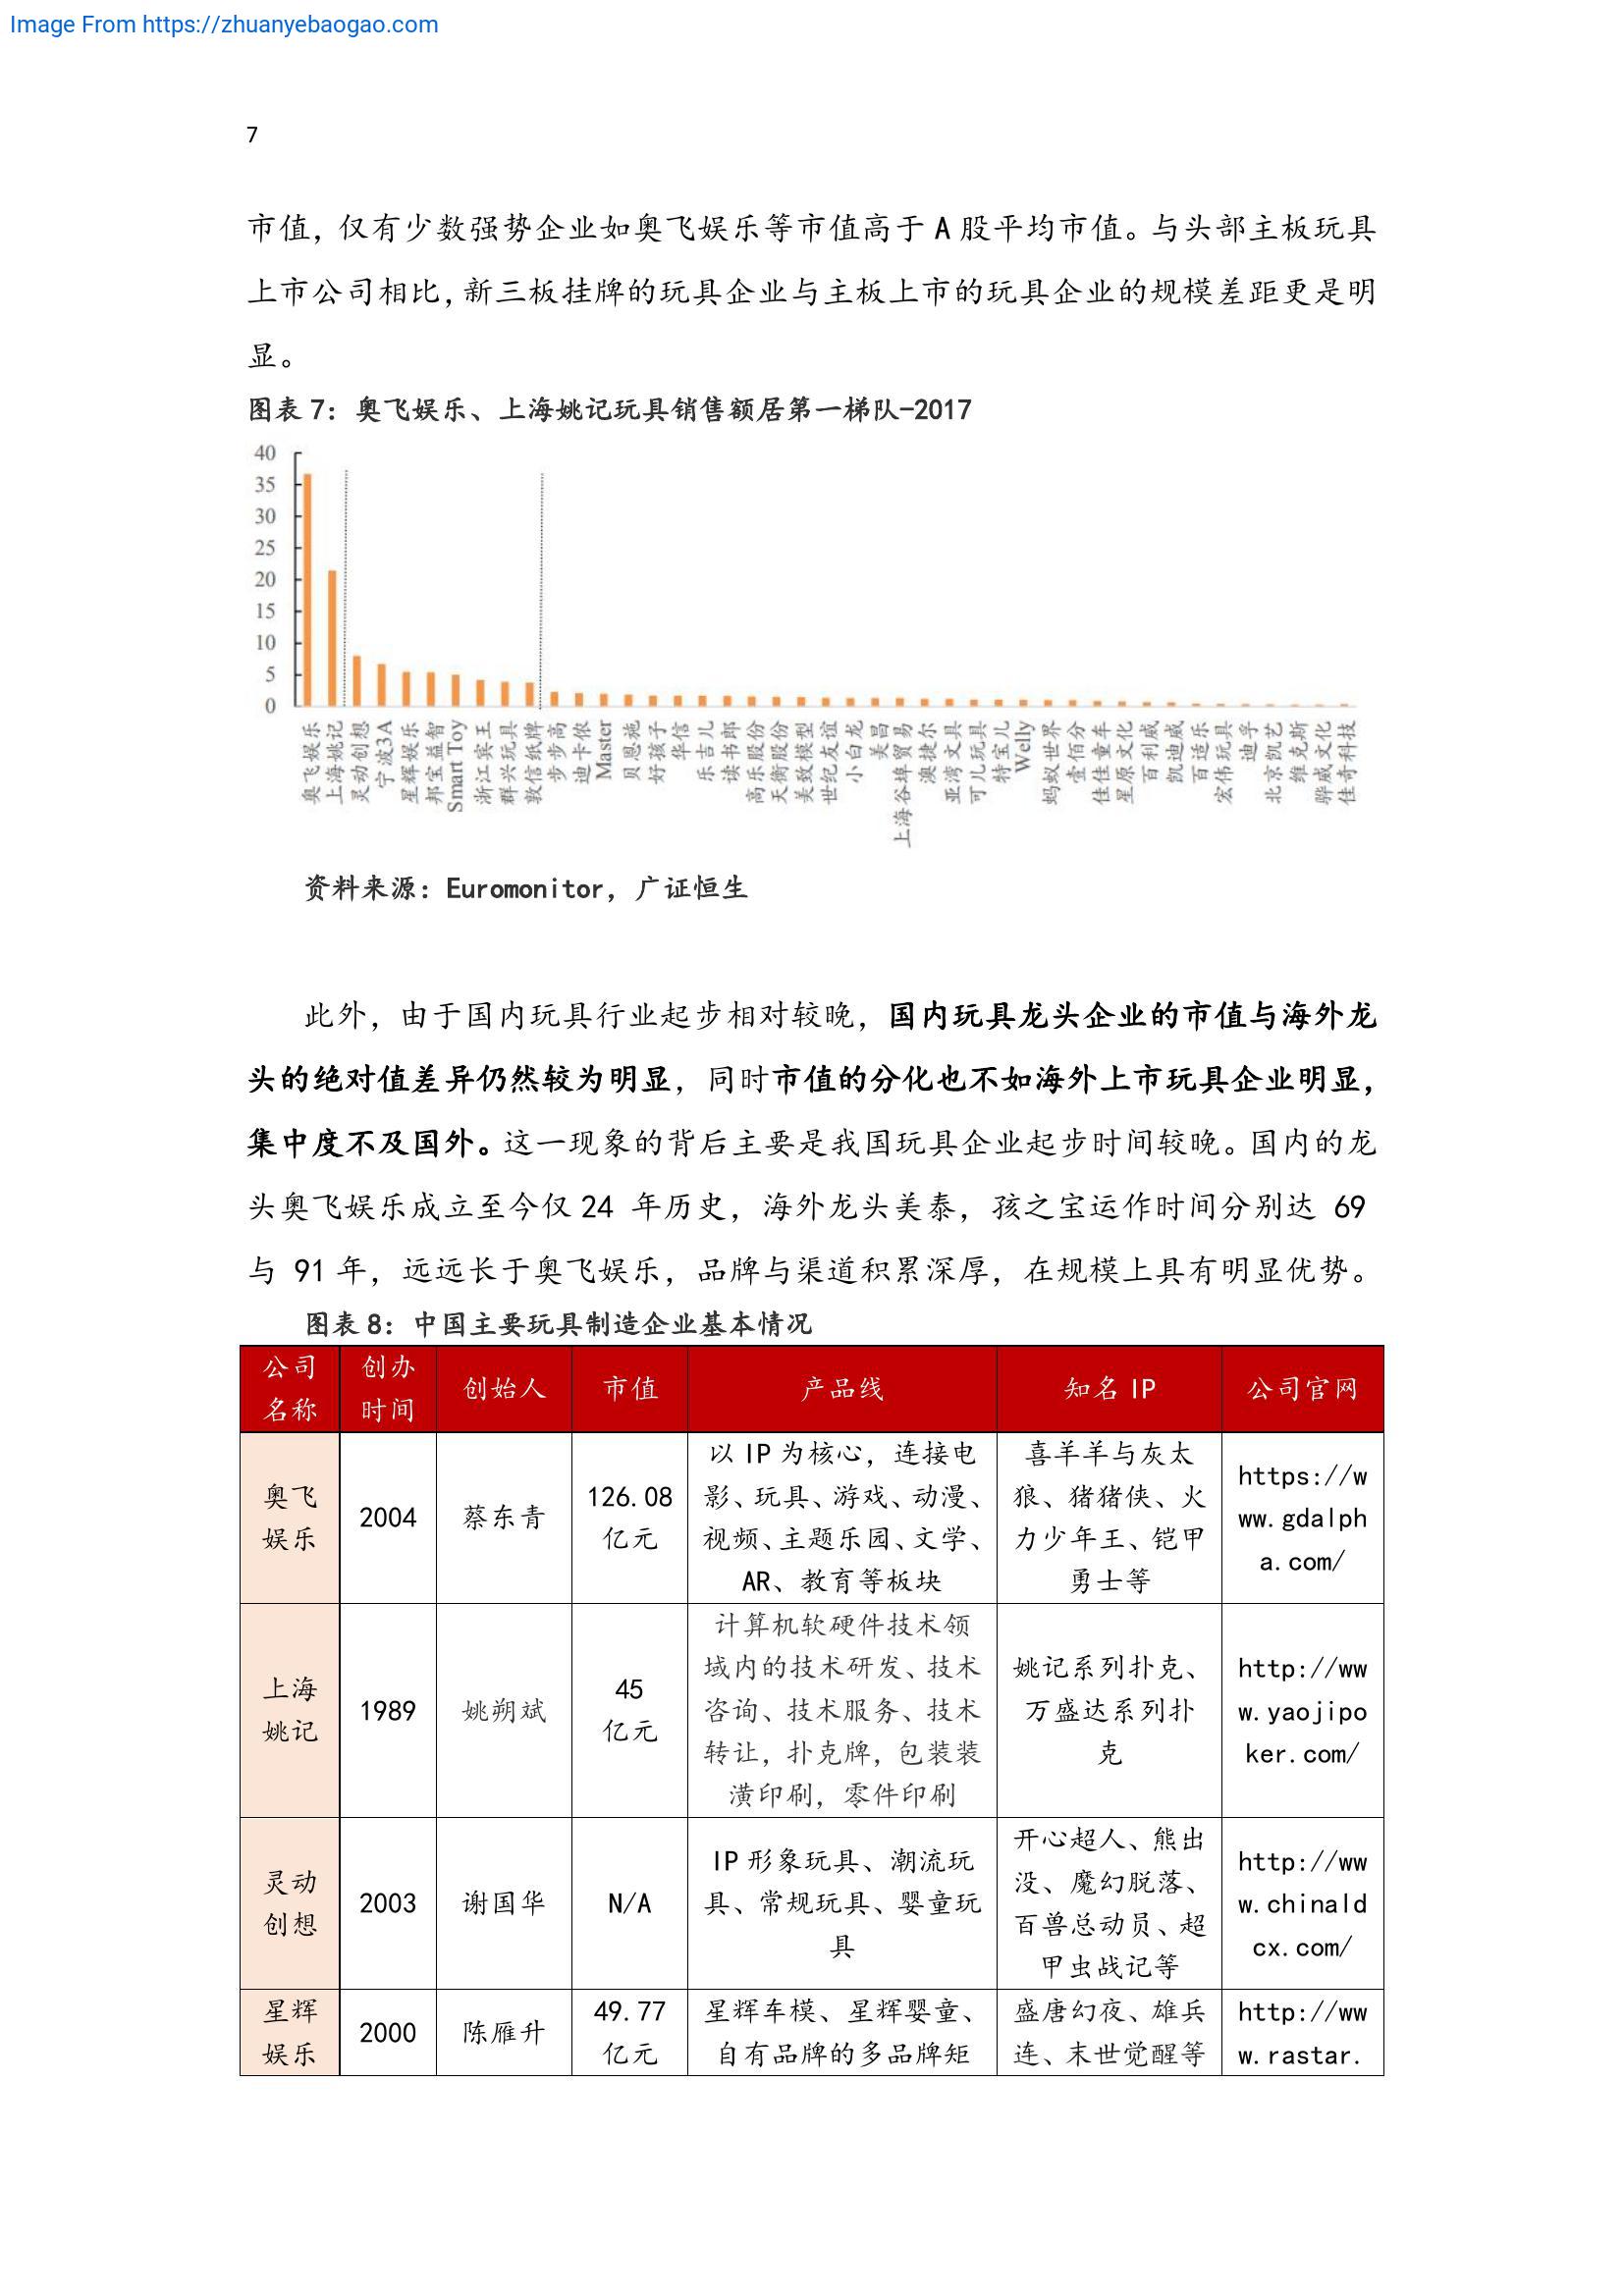 Image From https://zhuanyebaogao.com
7
市值，仅有少数强势企业如奥飞娱乐等市值高于 A 股平均市值。与头部主板玩具
上市公司相比，新三板挂牌的玩具企业与主板上市的玩具企业的规模差距更是明
显。
图表 7：奥飞娱乐、上海姚记玩具销售额居第一梯队-2017
40
35
30
25
20
15
10
5
0
奥飞娱乐
上海姚记
灵动创想
宁波3A
星辉娱乐
邦宝益智
Smart Toy
浙江宾王
群兴玩具
敦信纸牌
步步高
迪卡侬
Master
贝恩施
好孩子
华信
乐吉儿
读书郎
高乐股份
天衡股份
美致模型
世纪友谊
小白龙
美昌
上海谷埠贸易
澳捷尔
亚湾文具
可儿玩具
特宝儿
Welly
蚂蚁世界
壹佰分
佳佳童车
星原文化
百利威
凯迪威
百适乐
宏伟玩具
迪孚
北京凯艺
维克斯
骅威文化
佳奇科技
资料来源：Euromonitor，广证恒生
此外，由于国内玩具行业起步相对较晚，国内玩具龙头企业的市值与海外龙
头的绝对值差异仍然较为明显，同时市值的分化也不如海外上市玩具企业明显，
集中度不及国外。这一现象的背后主要是我国玩具企业起步时间较晚。国内的龙
头奥飞娱乐成立至今仅 24 年历史，海外龙头美泰，孩之宝运作时间分别达 69
与 91 年，远远长于奥飞娱乐，品牌与渠道积累深厚，在规模上具有明显优势。
图表 8：中国主要玩具制造企业基本情况
公司
名称
创办
时间
创始人
市值
产品线
知名 IP
公司官网
奥飞
娱乐
2004
蔡东青
126.08
亿元
以 IP 为核心，连接电
影、玩具、游戏、动漫、
视频、主题乐园、文学、
AR、教育等板块
喜羊羊与灰太
狼、猪猪侠、火
力少年王、铠甲
勇士等
https://w
ww.gdalph
a.com/
上海
姚记
1989
姚朔斌
45
亿元
计算机软硬件技术领
域内的技术研发、技术
咨询、技术服务、技术
转让，扑克牌，包装装
潢印刷，零件印刷
姚记系列扑克、
万盛达系列扑
克
http://ww
w.yaojipo
ker.com/
灵动
创想
2003
谢国华
N/A
IP 形象玩具、潮流玩
具、常规玩具、婴童玩
具
开心超人、熊出
没、魔幻脱落、
百兽总动员、超
甲虫战记等
http://ww
w.chinald
cx.com/
星辉
娱乐
2000
陈雁升
49.77
亿元
星辉车模、星辉婴童、
自有品牌的多品牌矩
盛唐幻夜、雄兵
连、末世觉醒等
http://ww
w.rastar.